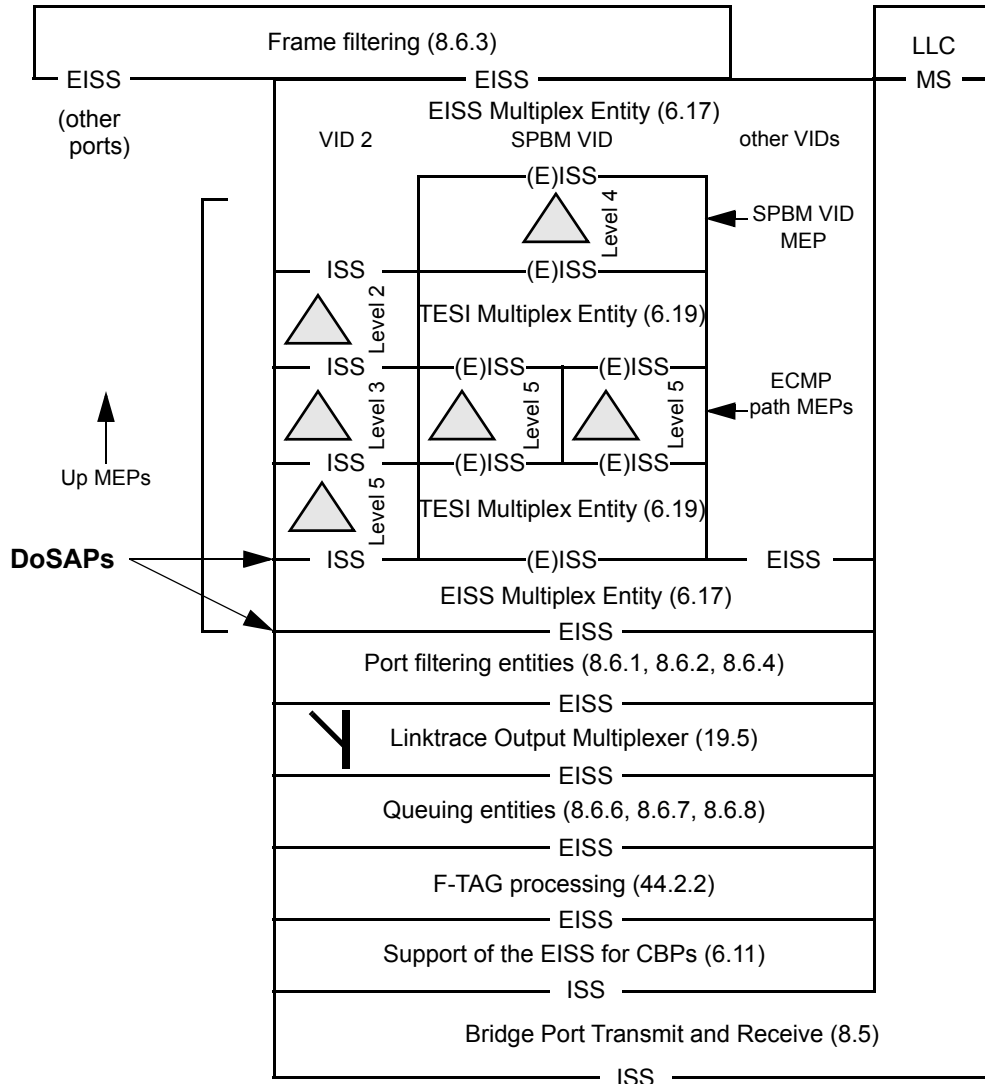 Frame filtering (8.6.3)
LLC
EISS
EISS
MS
(other
ports)
EISS Multiplex Entity (6.17)
VID 2
SPBM VID
other VIDs
(E)ISS
Level 4
SPBM VID
MEP
ISS
(E)ISS
Level 2
TESI Multiplex Entity (6.19)
ISS
(E)ISS
(E)ISS
Level 3
Level 5
Level 5
ECMP
path MEPs
Up MEPs
ISS
(E)ISS
(E)ISS
Level 5
TESI Multiplex Entity (6.19)
DoSAPs
ISS
(E)ISS
EISS
EISS Multiplex Entity (6.17)
EISS
Port filtering entities (8.6.1, 8.6.2, 8.6.4)
EISS
Linktrace Output Multiplexer (19.5)
EISS
Queuing entities (8.6.6, 8.6.7, 8.6.8)
EISS
F-TAG processing (44.2.2)
EISS
Support of the EISS for CBPs (6.11)
ISS
Bridge Port Transmit and Receive (8.5)
ISS